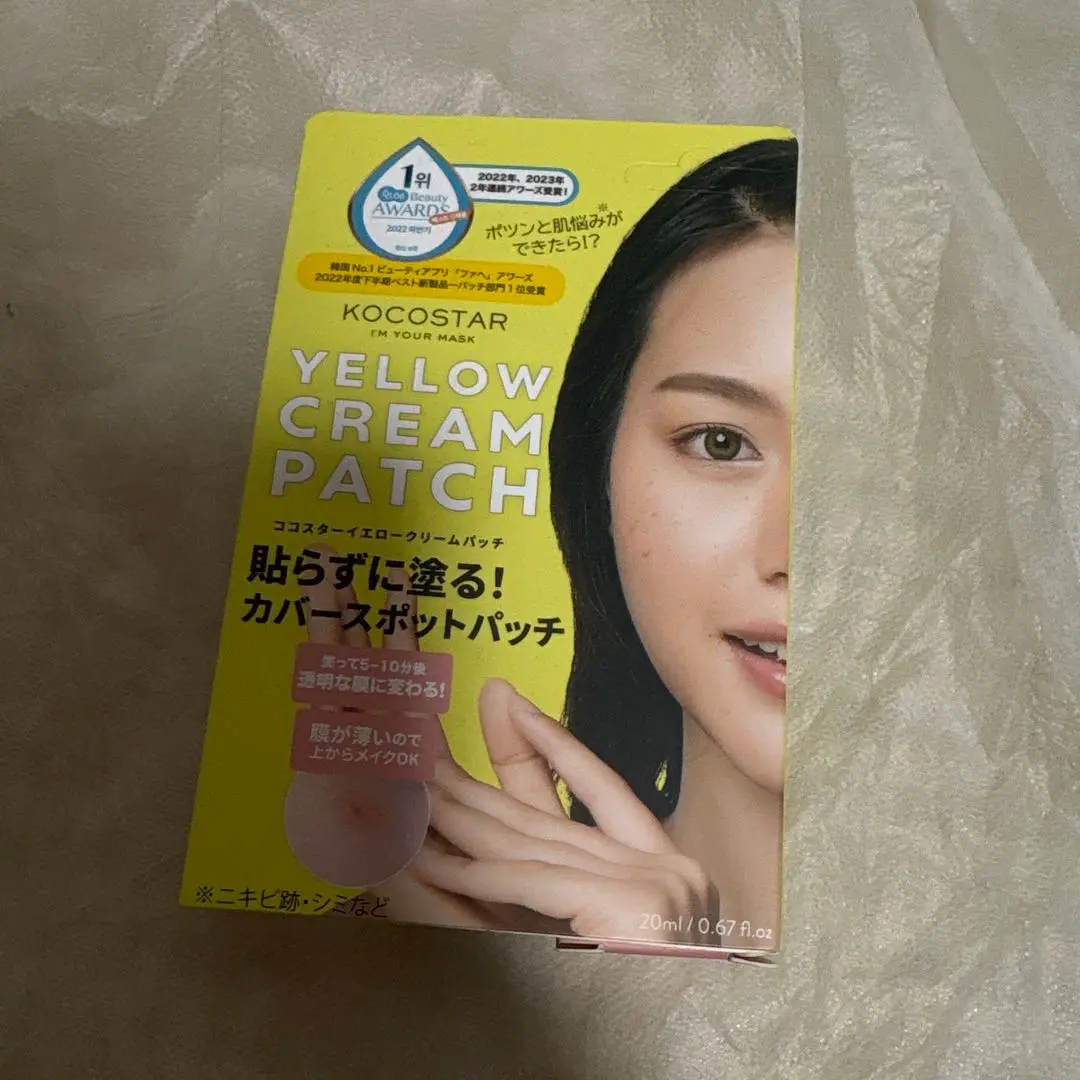 1위
Beauty
AWARDS
2022 하반기
2022年、2023年
2年連続アワーズ受賞!
ポツンと肌悩みが※
できたら!?
韓国No.1 ビューティアプリ「ファヘ」アワーズ
2022年度下半期ベスト新製品ーパッチ部門1位受賞
KOCOSTAR
I'M YOUR MASK
YELLOW
CREAM
PATCH
ココスターイエロークリームパッチ
貼らずに塗る!
カバースポットパッチ
塗って5-10分後
透明な膜に変わる!
膜が薄いので
上からメイクOK
※ニキビ跡・シミなど
20ml / 0.67 fl.oz